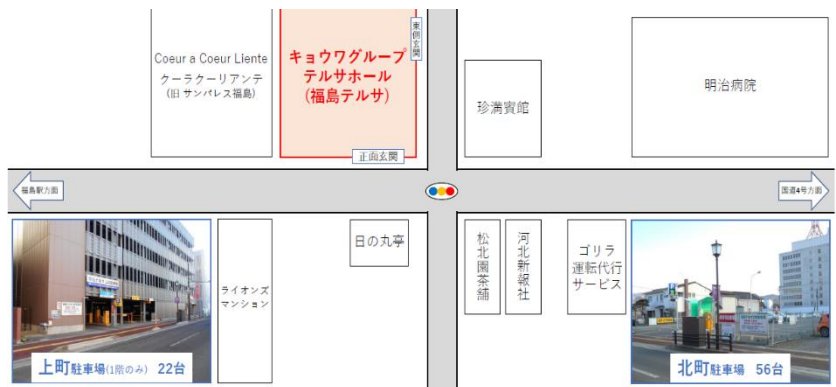 Coeur a Coeur Liente
クーラクーリアンテ
(旧 サンパレス福島)
キョウワグループ
テルサホール
(福島テルサ)
東側玄関
正面玄関
珍満賓館
明治病院
福島駅方面
国道4号方面
ライオンズ
マンション
日の丸亭
松北園茶舗
河北新報社
ゴリラ
運転代行
サービス
上町駐車場(1階のみ) 22台
北町駐車場 56台